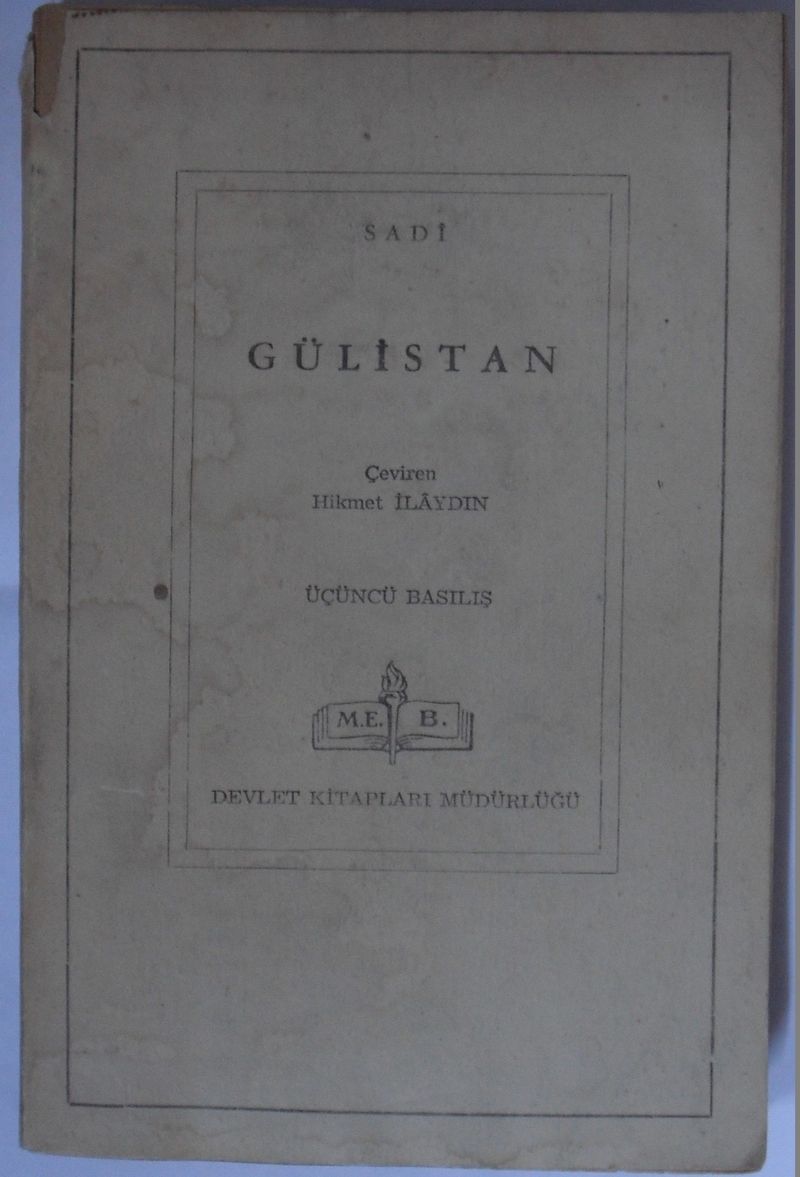 SADİ
GÜLİSTAN
Çeviren
Hikmet İLÂYDIN
ÜÇÜNCÜ BASILIŞ
M.E. B.
DEVLET KİTAPLARI MÜDÜRLÜĞÜ